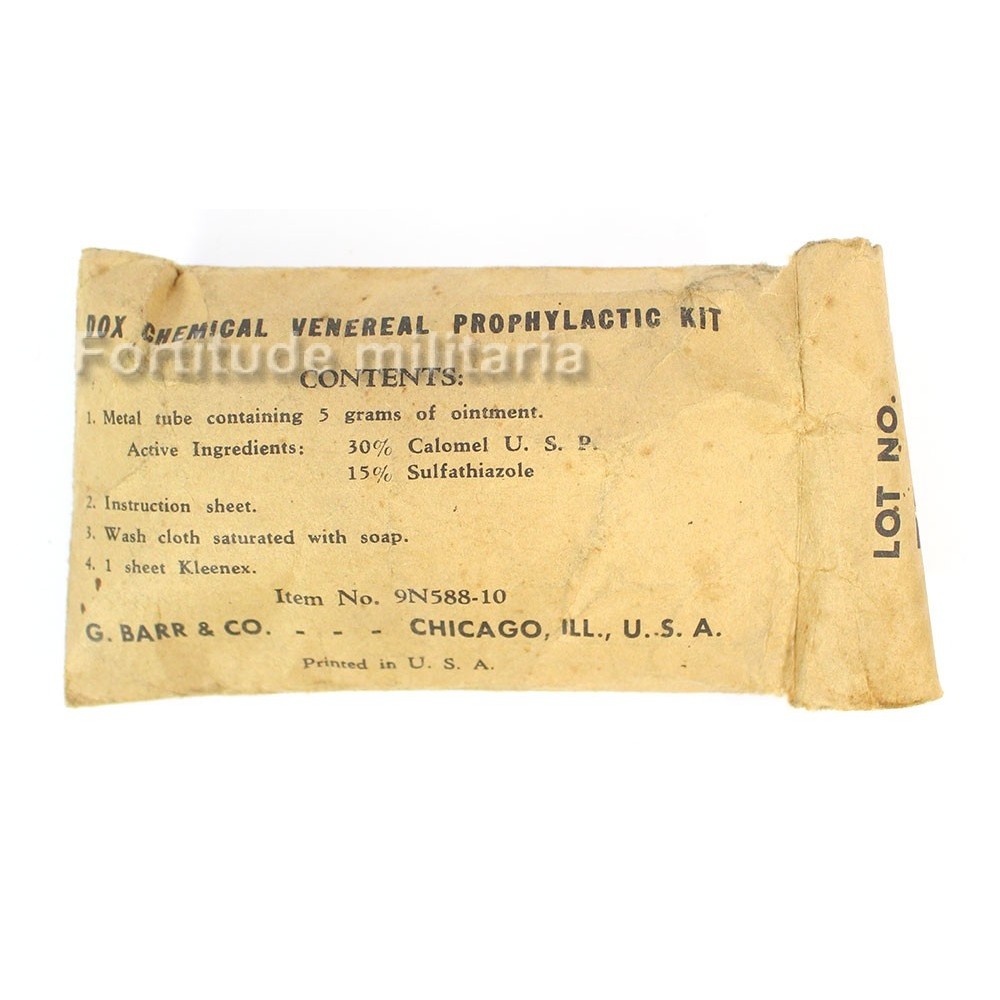 DOX CHEMICAL VENEREAL PROPHYLACTIC KIT
Fortitude militaria
CONTENTS:
1. Metal tube containing 5 grams of ointment.
Active Ingredients: 30% Calomel U. S. P.
15% Sulfathiazole
2. Instruction sheet.
3. Wash cloth saturated with soap.
4. 1 sheet Kleenex.
Item No. 9N588-10
G. BARR & CO. - - - CHICAGO, ILL., U. S. A.
Printed in U. S. A.
LOT NO.